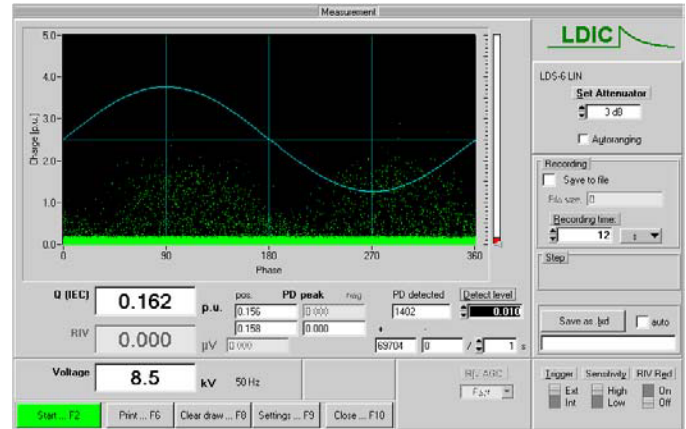 Measurement
5.0
4.0
3.0
2.0
1.0
0.0
Charge [p.u.]
0 90 180 270 360
Phase
LDIC
LDS-6 LIN
Set Attenuator
3 dB
Autoranging
Recording
Save to file
File size: 0
Recording time:
12 s
Step
Q (IEC) 0.162 p.u.
pos. PD peak neg
0.156 0.000
0.158 0.000
PD detected Detect level
1402 0.010
+ -
69704 0 / 1 s
RIV 0.000 µV 0.000
Save as .lxd auto
Voltage 8.5 kV 50 Hz
RIV AGC
Fast
Trigger Sensitivity RIV Red
Ext High On
Int Low Off
Start ... F2 Print ... F6 Clear draw ... F8 Settings ... F9 Close ... F10